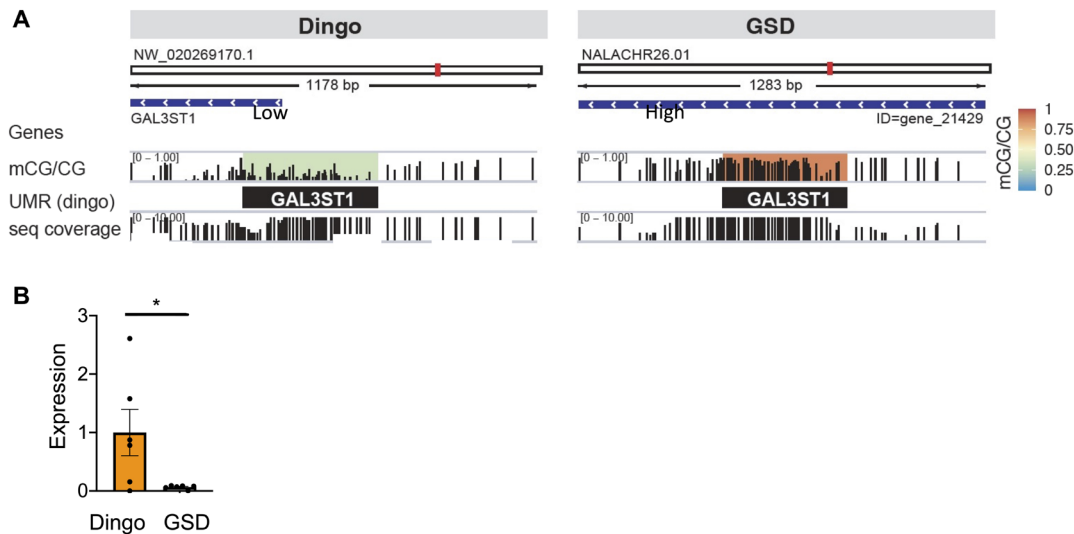 A
Dingo
GSD
NW_020269170.1
NALACHR26.01
1178 bp
1283 bp
GAL3ST1
Low
High
ID=gene_21429
Genes
mCG/CG
[0 – 1.00]
[0 – 1.00]
UMR (dingo)
GAL3ST1
GAL3ST1
seq coverage
[0 – 10.00]
[0 – 10.00]
mCG/CG
1
0.75
0.50
0.25
0
B
*
Expression
3
2
1
0
Dingo
GSD